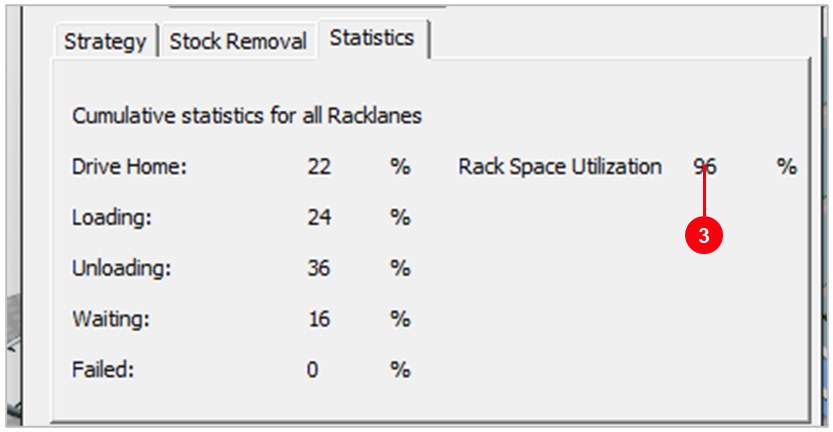 Strategy Stock Removal Statistics
Cumulative statistics for all Racklanes
Drive Home: 22 % Rack Space Utilization 96 %
Loading: 24 %
3
Unloading: 36 %
Waiting: 16 %
Failed: 0 %